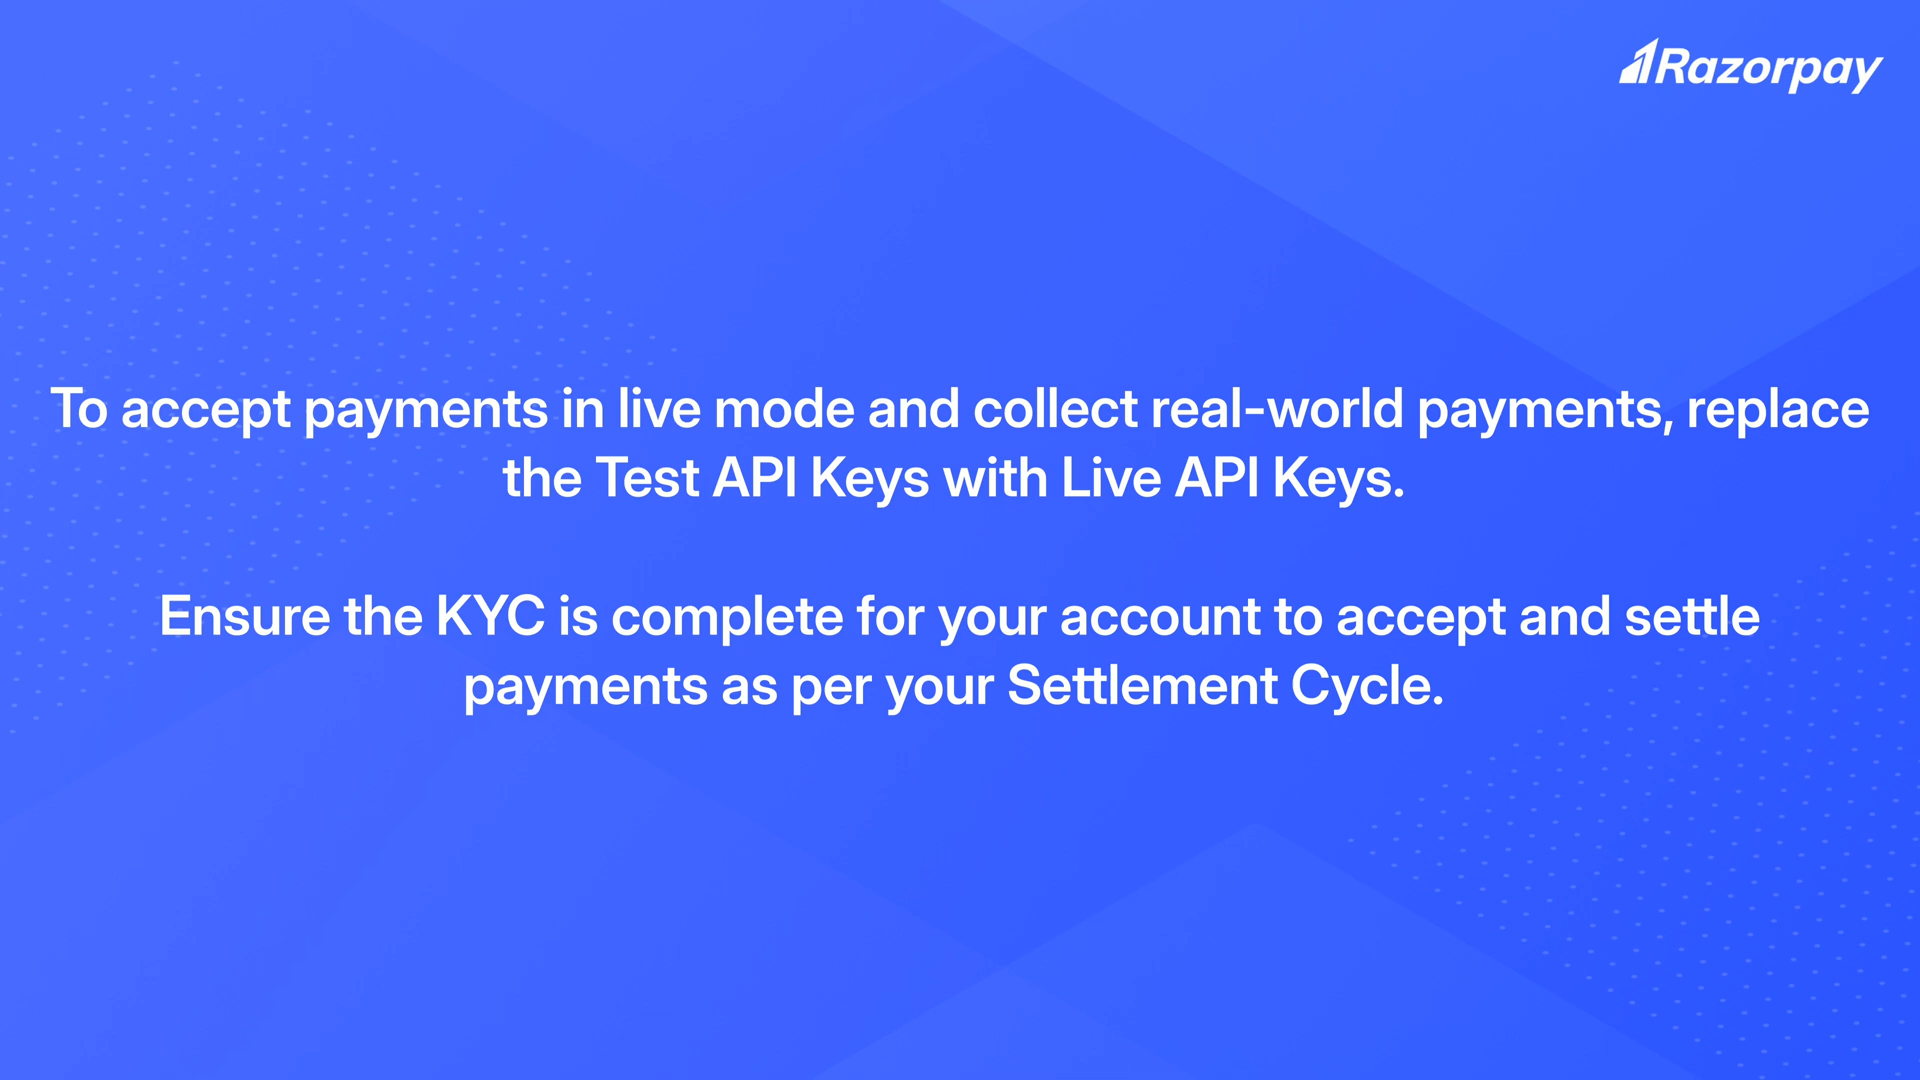 Razorpay
To accept payments in live mode and collect real-world payments, replace
the Test API Keys with Live API Keys.
Ensure the KYC is complete for your account to accept and settle
payments as per your Settlement Cycle.